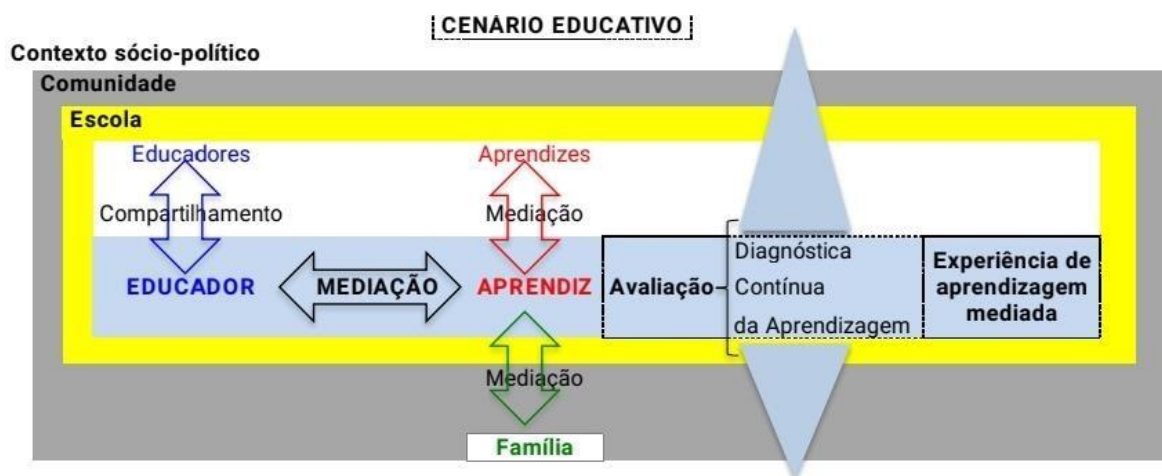 CENÁRIO EDUCATIVO
Contexto sócio-político
Comunidade
Escola
Educadores
Aprendizes
Compartilhamento
Mediação
EDUCADOR
MEDIAÇÃO
APRENDIZ
Avaliação
Diagnóstica
Contínua
da Aprendizagem
Experiência de
aprendizagem
mediada
Mediação
Família